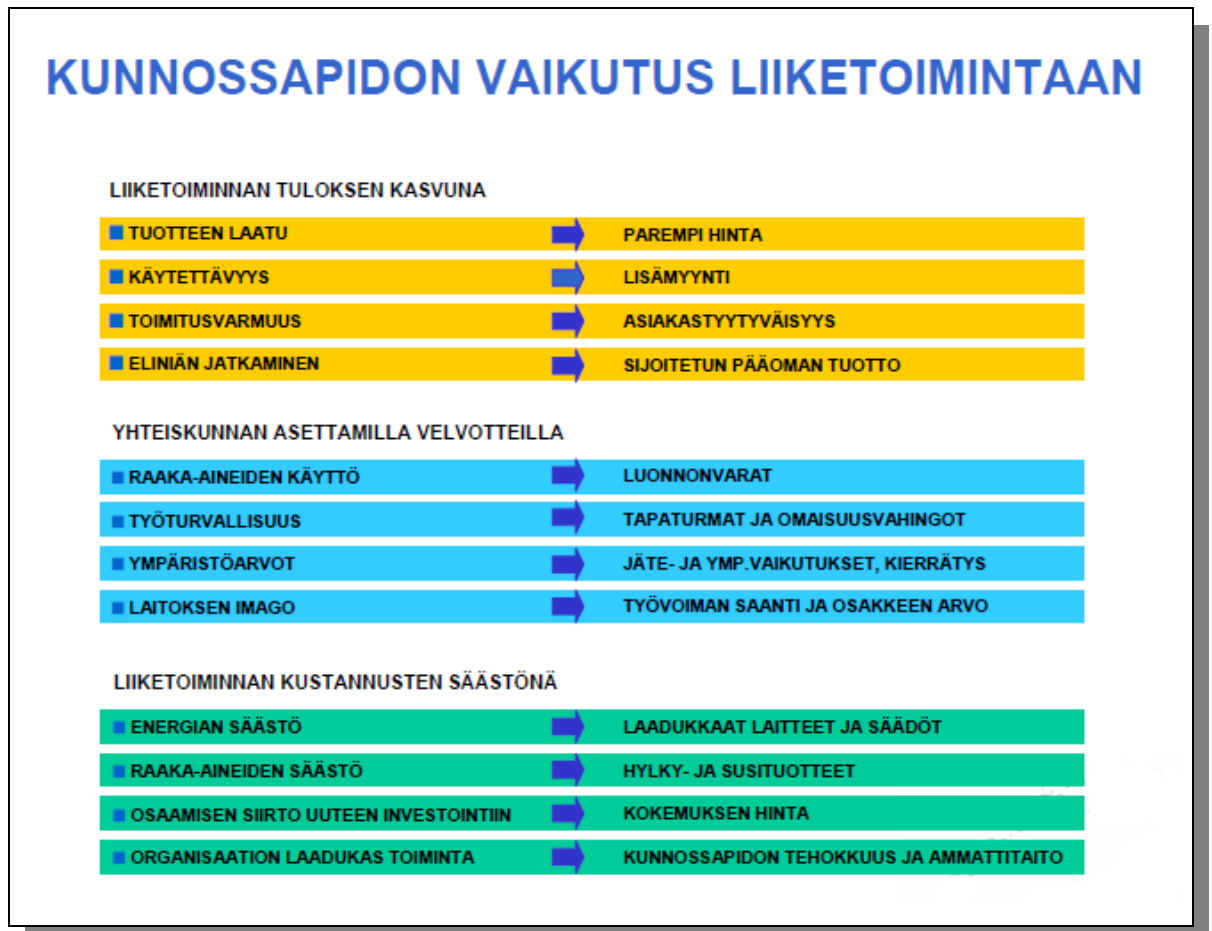 KUNNOSSAPIDON VAIKUTUS LIIKETOIMINTAAN
LIIKETOIMINNAN TULOKSEN KASVUNA
TUOTTEEN LAATU PAREMPI HINTA
KÄYTETTÄVYYS LISÄMYYNTI
TOIMITUSVARMUUS ASIAKASTYYTYVÄISYYS
ELINIÄN JATKAMINEN SIJOITETUN PÄÄOMAN TUOTTO
YHTEISKUNNAN ASETTAMILLA VELVOTTEILLA
RAAKA-AINEIDEN KÄYTTÖ LUONNONVARAT
TYÖTURVALLISUUS TAPATURMAT JA OMAISUUSVAHINGOT
YMPÄRISTÖARVOT JÄTE- JA YMP.VAIKUTUKSET, KIERRÄTYS
LAITOKSEN IMAGO TYÖVOIMAN SAANTI JA OSAKKEEN ARVO
LIIKETOIMINNAN KUSTANNUSTEN SÄÄSTÖNÄ
ENERGIAN SÄÄSTÖ LAADUKKAAT LAITTEET JA SÄÄDÖT
RAAKA-AINEIDEN SÄÄSTÖ HYLKY- JA SUSITUOTTEET
OSAAMISEN SIIRTO UUTEEN INVESTOINTIIN KOKEMUKSEN HINTA
ORGANISAATION LAADUKAS TOIMINTA KUNNOSSAPIDON TEHOKKUUS JA AMMATTITAITO